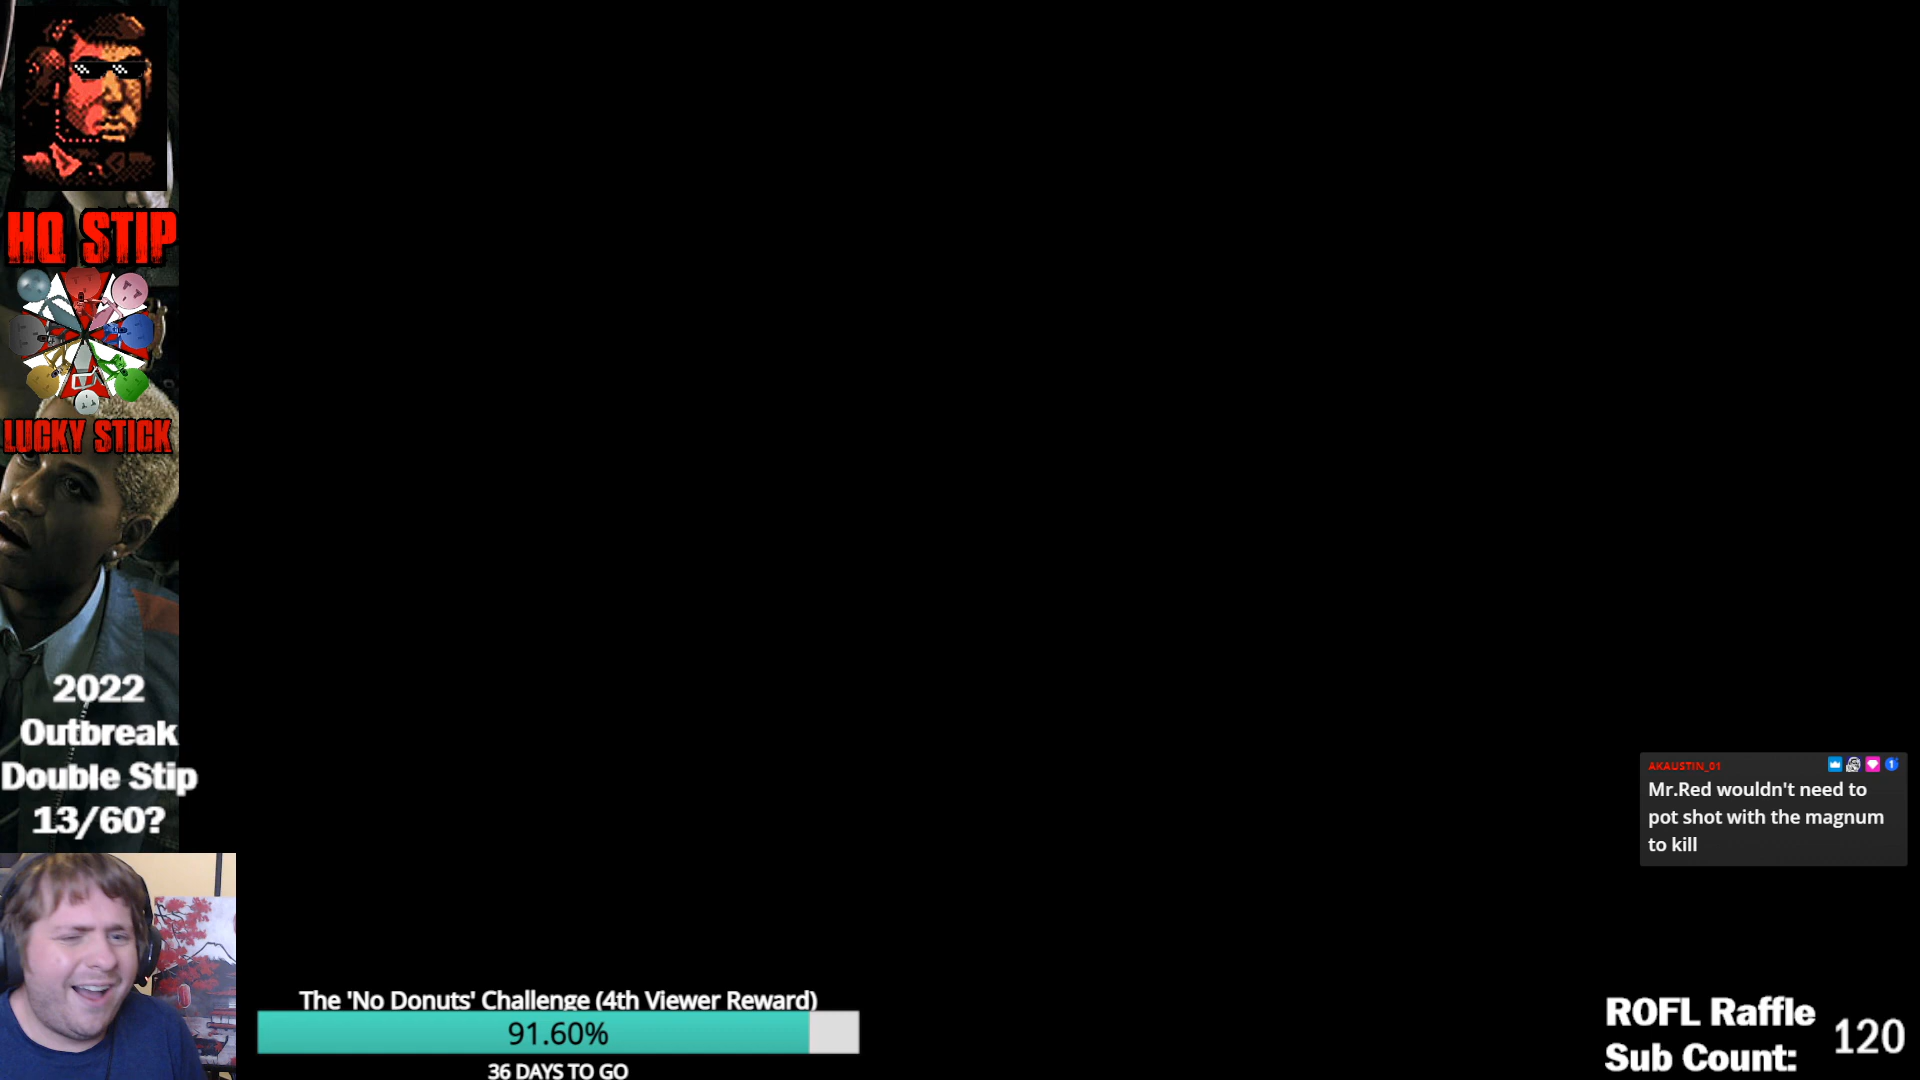 HQ STIP
LUCKY STICK
2022
Outbreak
Double Stip
13/60?
AKAUSTIN_01
Mr.Red wouldn't need to
pot shot with the magnum
to kill
The 'No Donuts' Challenge (4th Viewer Reward)
91.60%
36 DAYS TO GO
ROFL Raffle
Sub Count:
120